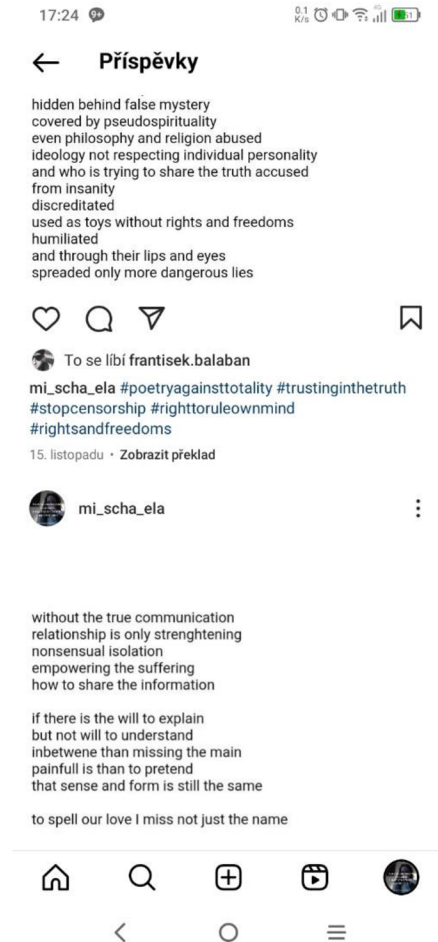 17:24 9+ 0.1 K/s 4G 51
Příspěvky
hidden behind false mystery
covered by pseudospirituality
even philosophy and religion abused
ideology not respecting individual personality
and who is trying to share the truth accused
from insanity
discreditated
used as toys without rights and freedoms
humiliated
and through their lips and eyes
spreaded only more dangerous lies
To se líbí frantisek.balaban
mi_scha_ela #poetryagainsttotality #trustinginthetruth
#stopcensorship #righttoruleownmind
#rightsandfreedoms
15. listopadu • Zobrazit překlad
mi_scha_ela
without the true communication
relationship is only strenghtening
nonsensual isolation
empowering the suffering
how to share the information
if there is the will to explain
but not will to understand
inbetwene than missing the main
painfull is than to pretend
that sense and form is still the same
to spell our love I miss not just the name